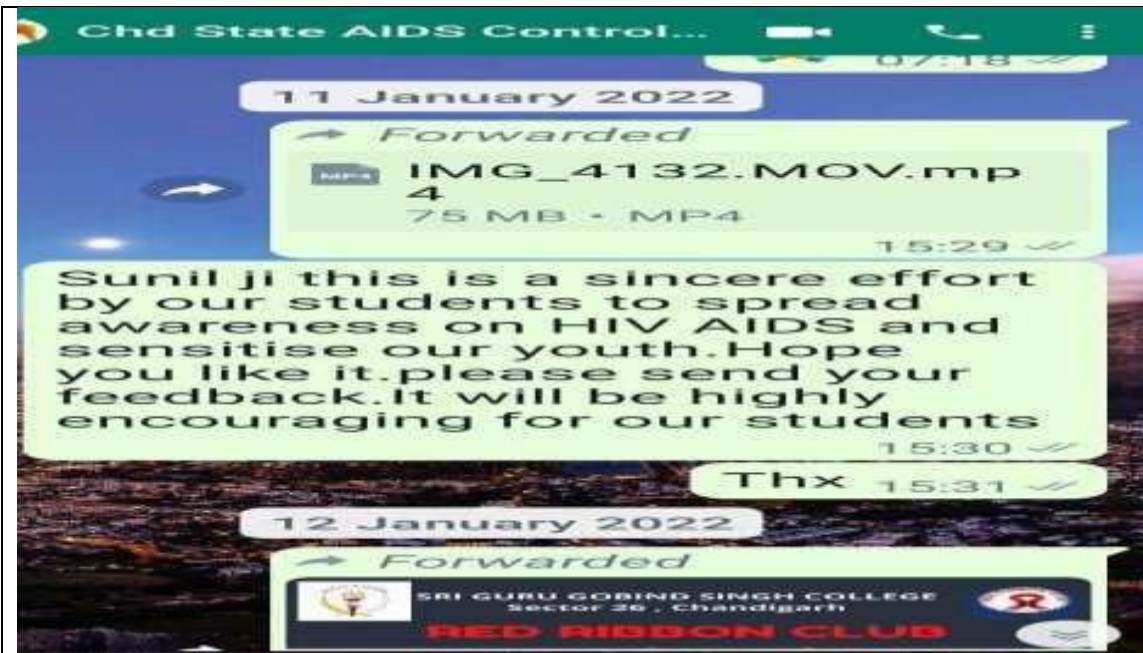 Chd State AIDS Control...
07:18
11 January 2022
Forwarded
MP4 IMG_4132.MOV.mp
4
75 MB • MP4
15:29
Sunil ji this is a sincere effort
by our students to spread
awareness on HIV AIDS and
sensitise our youth.Hope
you like it.please send your
feedback.It will be highly
encouraging for our students
15:30
Thx 15:31
12 January 2022
Forwarded
SRI GURU GOBIND SINGH COLLEGE
Sector 26 , Chandigarh
RED RIBBON CLUB